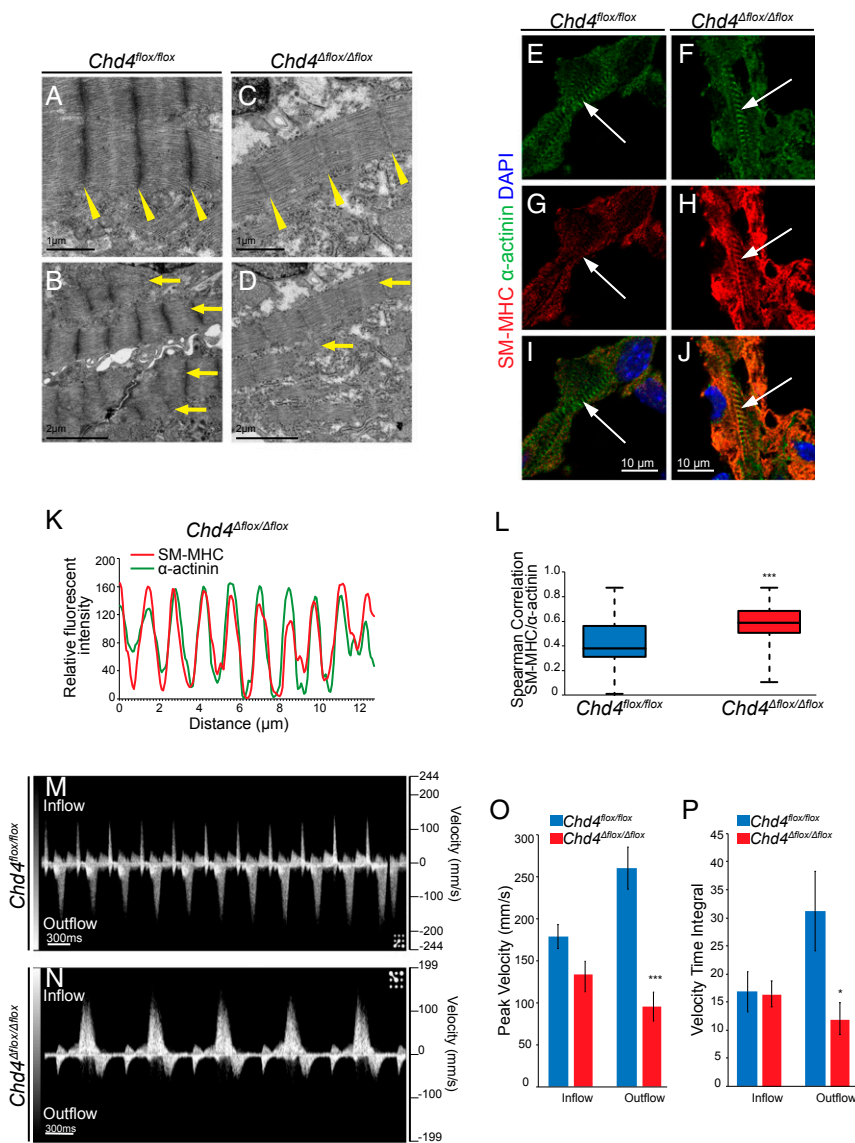 Chd4flox/flox
Chd4Δflox/Δflox
A
C
1µm
1µm
B
D
2µm
2µm
Chd4flox/flox
Chd4Δflox/Δflox
SM-MHC α-actinin DAPI
E
F
G
H
I
J
10 µm
10 µm
K
Chd4Δflox/Δflox
SM-MHC
α-actinin
Relative fluorescent
intensity
200
160
120
80
40
0
0
2
4
6
8
10
12
Distance (µm)
L
***
Spearman Correlation
SM-MHC/α-actinin
1.0
0.8
0.6
0.4
0.2
0
Chd4flox/flox
Chd4Δflox/Δflox
Chd4flox/flox
M
Inflow
Outflow
300ms
244
200
100
0
-100
-200
-244
Velocity (mm/s)
Chd4Δflox/Δflox
N
Inflow
Outflow
300ms
199
100
0
-100
-199
Velocity (mm/s)
O
Chd4flox/flox
Chd4Δflox/Δflox
Peak Velocity (mm/s)
300
250
200
150
100
50
0
***
Inflow
Outflow
P
Chd4flox/flox
Chd4Δflox/Δflox
Velocity Time Integral
45
40
35
30
25
20
15
10
5
0
*
Inflow
Outflow